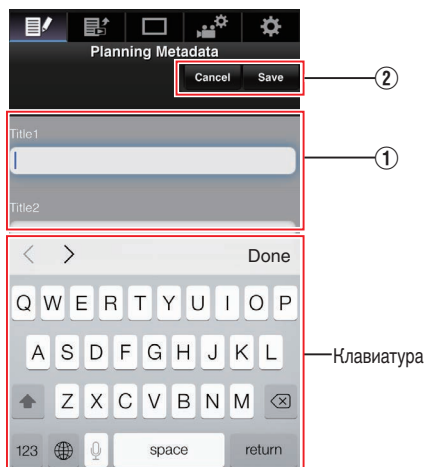 Planning Metadata
Cancel Save
②
Title1
①
Title2
Done
Q W E R T Y U I O P
A S D F G H J K L
Клавиатура
Z X C V B N M
123 space return